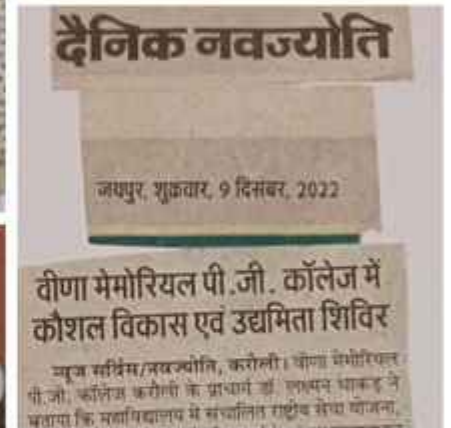 दैनिक नवज्योति
जयपुर, शुक्रवार, 9 दिसंबर, 2022
वीणा मेमोरियल पी.जी. कॉलेज में
कौशल विकास एवं उद्यमिता शिविर
न्यूज सर्विस/नवज्योति, करौली। वीणा मेमोरियल
पी.जी. कॉलेज करौली के प्राचार्य डॉ. लक्ष्मन धाकड़ ने
बताया कि महाविद्यालय में संचालित राष्ट्रीय सेवा योजना,